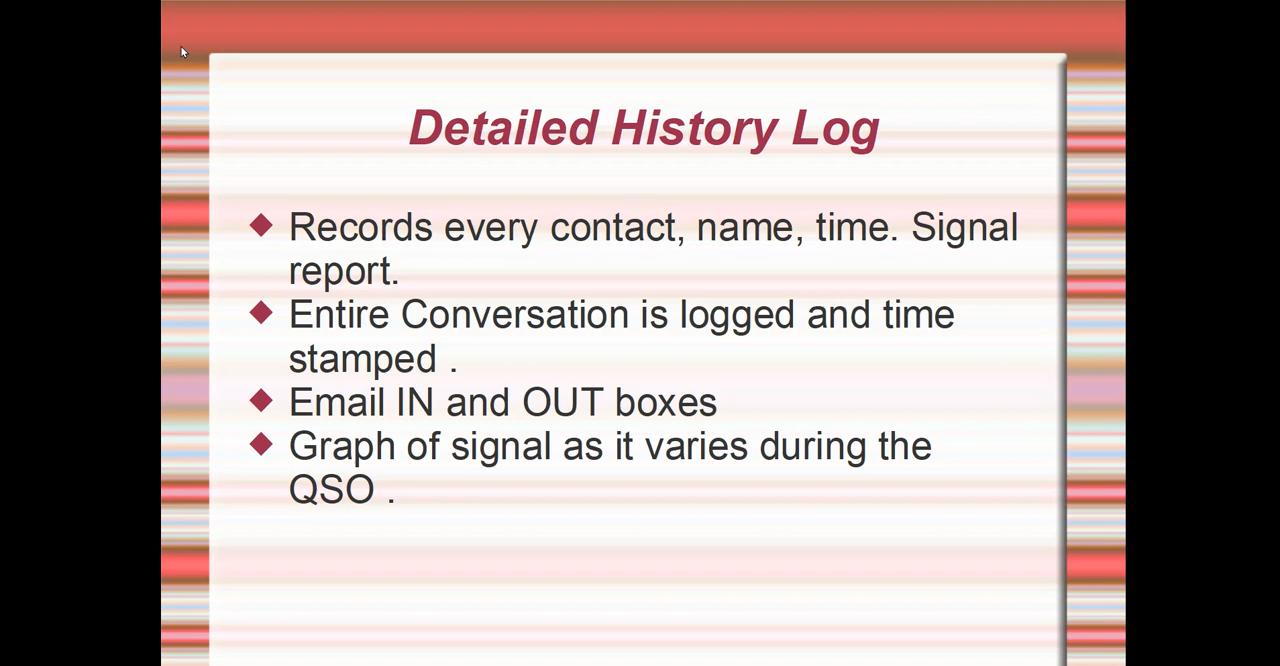 Detailed History Log
Records every contact, name, time. Signal
report.
Entire Conversation is logged and time
stamped .
Email IN and OUT boxes
Graph of signal as it varies during the
QSO .